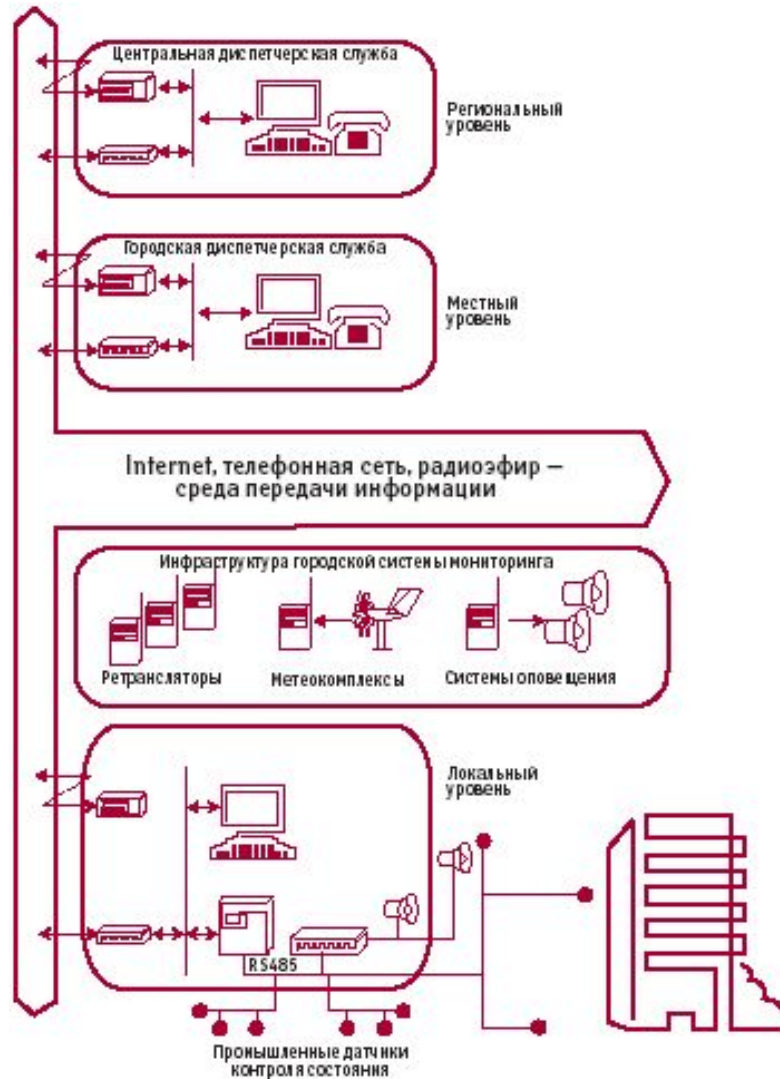 Центральная диспетчерская служба
Региональный
уровень
Городская диспетчерская служба
Местный
уровень
Internet, телефонная сеть, радиоэфир —
среда передачи информации
Инфраструктура городской системы мониторинга
Ретрансляторы
Метеокомплексы
Системы оповещения
Локальный
уровень
RS485
Промышленные датчики
контроля состояния